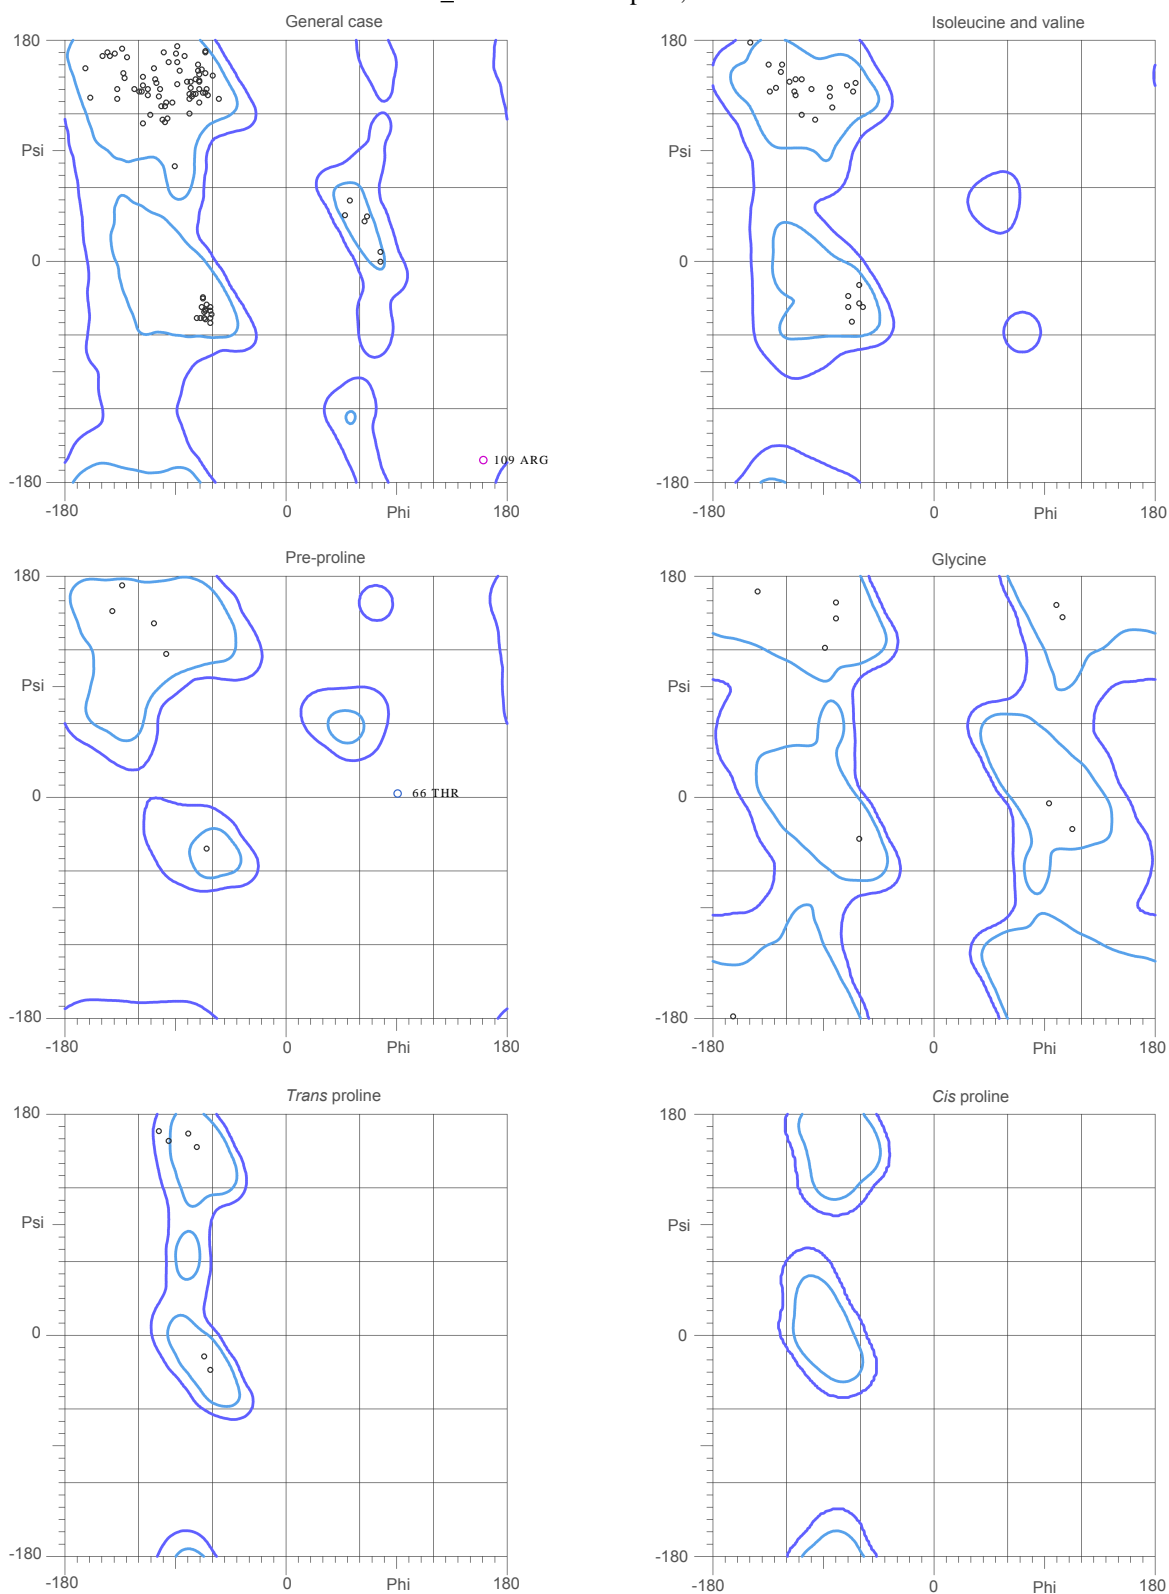 General case
Isoleucine and valine
180
180
Psi
Psi
0
0
109 ARG
-180
-180
-180
0
Phi
180
-180
0
Phi
180
Pre-proline
Glycine
180
180
Psi
Psi
66 THR
0
0
-180
-180
-180
0
Phi
180
-180
0
Phi
180
Trans proline
Cis proline
180
180
Psi
Psi
0
0
-180
-180
-180
0
Phi
180
-180
0
Phi
180